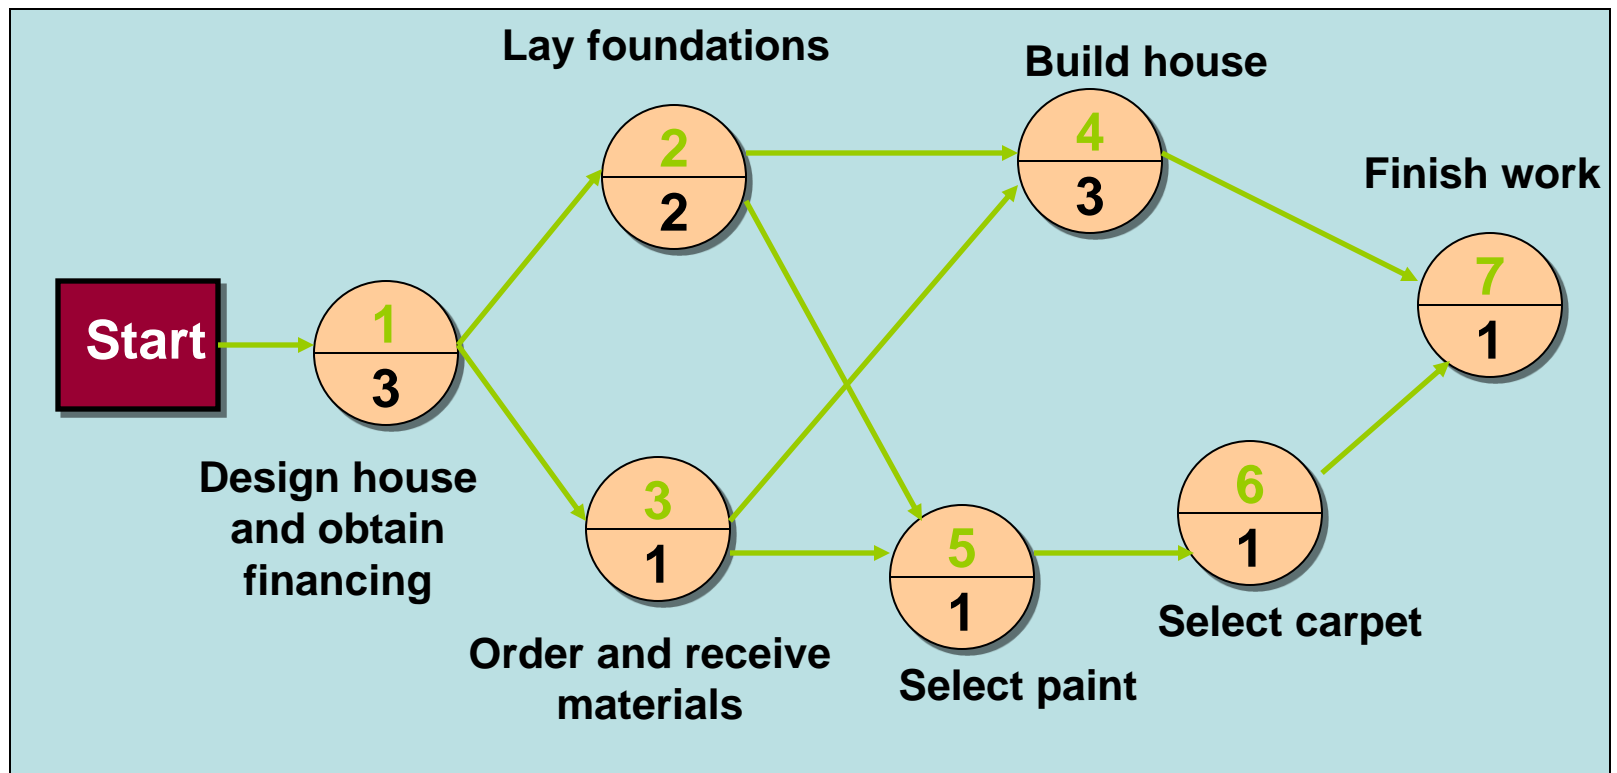 Lay foundations
Build house
2
2
4
3
Finish work
7
1
Start
1
3
Design house
and obtain
financing
3
1
Order and receive
materials
5
1
Select paint
6
1
Select carpet